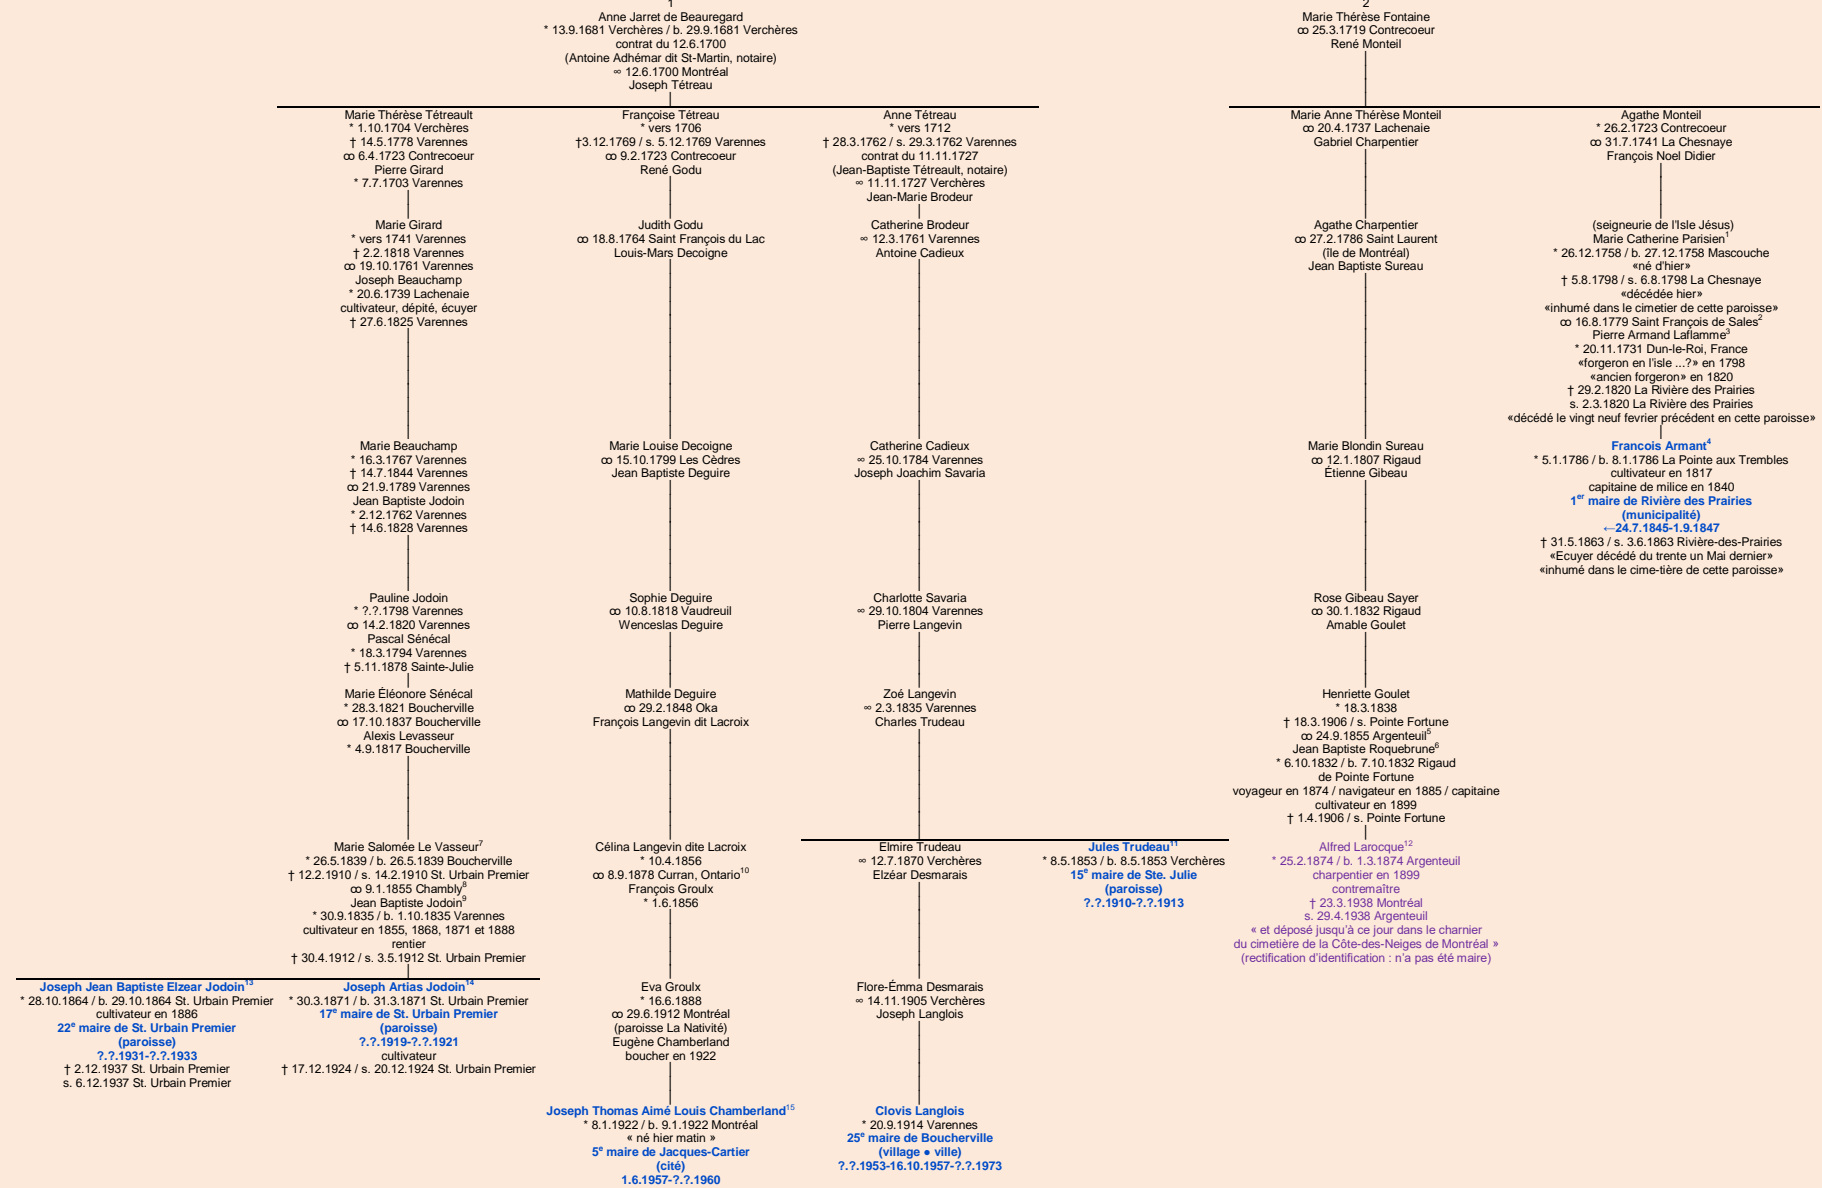 1
Anne Jarret de Beauregard
* 13.9.1681 Verchères / b. 29.9.1681 Verchères
contrat du 12.6.1700
(Antoine Adhémar dit St-Martin, notaire)
∞ 12.6.1700 Montréal
Joseph Tétreau
2
Marie Thérèse Fontaine
ꝏ 25.3.1719 Contrecoeur
René Monteil
Marie Thérèse Tétreault
* 1.10.1704 Verchères
† 14.5.1778 Varennes
ꝏ 6.4.1723 Contrecoeur
Pierre Girard
* 7.7.1703 Varennes
Françoise Tétreau
* vers 1706
†3.12.1769 / s. 5.12.1769 Varennes
ꝏ 9.2.1723 Contrecoeur
René Godu
Anne Tétreau
* vers 1712
† 28.3.1762 / s. 29.3.1762 Varennes
contrat du 11.11.1727
(Jean-Baptiste Tétreault, notaire)
∞ 11.11.1727 Verchères
Jean-Marie Brodeur
Marie Anne Thérèse Monteil
ꝏ 20.4.1737 Lachenaie
Gabriel Charpentier
Agathe Monteil
* 26.2.1723 Contrecoeur
ꝏ 31.7.1741 La Chesnaye
François Noel Didier
Marie Girard
* vers 1741 Varennes
† 2.2.1818 Varennes
ꝏ 19.10.1761 Varennes
Joseph Beauchamp
* 20.6.1739 Lachenaie
cultivateur, dépité, écuyer
† 27.6.1825 Varennes
Judith Godu
ꝏ 18.8.1764 Saint François du Lac
Louis-Mars Decoigne
Catherine Brodeur
∞ 12.3.1761 Varennes
Antoine Cadieux
Agathe Charpentier
ꝏ 27.2.1786 Saint Laurent
(île de Montréal)
Jean Baptiste Sureau
(seigneurie de l'Isle Jésus)
Marie Catherine Parisien1
* 26.12.1758 / b. 27.12.1758 Mascouche
«né d'hier»
† 5.8.1798 / s. 6.8.1798 La Chesnaye
«décédée hier»
«inhumé dans le cimetier de cette paroisse»
ꝏ 16.8.1779 Saint François de Sales2
Pierre Armand Laflamme3
* 20.11.1731 Dun-le-Roi, France
«forgeron en l'isle ...?» en 1798
«ancien forgeron» en 1820
† 29.2.1820 La Rivière des Prairies
s. 2.3.1820 La Rivière des Prairies
«décédé le vingt neuf fevrier précédent en cette paroisse»
Marie Beauchamp
* 16.3.1767 Varennes
† 14.7.1844 Varennes
ꝏ 21.9.1789 Varennes
Jean Baptiste Jodoin
* 2.12.1762 Varennes
† 14.6.1828 Varennes
Marie Louise Decoigne
ꝏ 15.10.1799 Les Cèdres
Jean Baptiste Deguire
Catherine Cadieux
∞ 25.10.1784 Varennes
Joseph Joachim Savaria
Marie Blondin Sureau
ꝏ 12.1.1807 Rigaud
Étienne Gibeau
Francois Armant4
* 5.1.1786 / b. 8.1.1786 La Pointe aux Trembles
cultivateur en 1817
capitaine de milice en 1840
1er maire de Rivière des Prairies
(municipalité)
←24.7.1845-1.9.1847
† 31.5.1863 / s. 3.6.1863 Rivière-des-Prairies
«Ecuyer décédé du trente un Mai dernier»
«inhumé dans le cime-tière de cette paroisse»
Pauline Jodoin
* ?.?.1798 Varennes
ꝏ 14.2.1820 Varennes
Pascal Sénécal
* 18.3.1794 Varennes
† 5.11.1878 Sainte-Julie
Sophie Deguire
ꝏ 10.8.1818 Vaudreuil
Wenceslas Deguire
Charlotte Savaria
∞ 29.10.1804 Varennes
Pierre Langevin
Rose Gibeau Sayer
ꝏ 30.1.1832 Rigaud
Amable Goulet
Marie Éléonore Sénécal
* 28.3.1821 Boucherville
ꝏ 17.10.1837 Boucherville
Alexis Levasseur
* 4.9.1817 Boucherville
Mathilde Deguire
ꝏ 29.2.1848 Oka
François Langevin dit Lacroix
Zoé Langevin
∞ 2.3.1835 Varennes
Charles Trudeau
Henriette Goulet
* 18.3.1838
† 18.3.1906 / s. Pointe Fortune
ꝏ 24.9.1855 Argenteuil5
Jean Baptiste Roquebrune6
* 6.10.1832 / b. 7.10.1832 Rigaud
de Pointe Fortune
voyageur en 1874 / navigateur en 1885 / capitaine
cultivateur en 1899
† 1.4.1906 / s. Pointe Fortune
Marie Salomée Le Vasseur7
* 26.5.1839 / b. 26.5.1839 Boucherville
† 12.2.1910 / s. 14.2.1910 St. Urbain Premier
ꝏ 9.1.1855 Chambly8
Jean Baptiste Jodoin9
* 30.9.1835 / b. 1.10.1835 Varennes
cultivateur en 1855, 1868, 1871 et 1888
rentier
† 30.4.1912 / s. 3.5.1912 St. Urbain Premier
Célina Langevin dite Lacroix
* 10.4.1856
ꝏ 8.9.1878 Curran, Ontario10
François Groulx
* 1.6.1856
Elmire Trudeau
∞ 12.7.1870 Verchères
Elzéar Desmarais
Jules Trudeau11
* 8.5.1853 / b. 8.5.1853 Verchères
15e maire de Ste. Julie
(paroisse)
?.?.1910-?.?.1913
Alfred Larocque12
* 25.2.1874 / b. 1.3.1874 Argenteuil
charpentier en 1899
contremaître
† 23.3.1938 Montréal
s. 29.4.1938 Argenteuil
« et déposé jusqu'à ce jour dans le charnier
du cimetière de la Côte-des-Neiges de Montréal »
(rectification d'identification : n'a pas été maire)
Joseph Jean Baptiste Elzear Jodoin13
* 28.10.1864 / b. 29.10.1864 St. Urbain Premier
cultivateur en 1886
22e maire de St. Urbain Premier
(paroisse)
?.?.1931-?.?.1933
† 2.12.1937 St. Urbain Premier
s. 6.12.1937 St. Urbain Premier
Joseph Artias Jodoin14
* 30.3.1871 / b. 31.3.1871 St. Urbain Premier
17e maire de St. Urbain Premier
(paroisse)
?.?.1919-?.?.1921
cultivateur
† 17.12.1924 / s. 20.12.1924 St. Urbain Premier
Eva Groulx
* 16.6.1888
ꝏ 29.6.1912 Montréal
(paroisse La Nativité)
Eugène Chamberland
boucher en 1922
Flore-Émma Desmarais
∞ 14.11.1905 Verchères
Joseph Langlois
Joseph Thomas Aimé Louis Chamberland15
* 8.1.1922 / b. 9.1.1922 Montréal
« né hier matin »
5e maire de Jacques-Cartier
(cité)
1.6.1957-?.?.1960
Clovis Langlois
* 20.9.1914 Varennes
25e maire de Boucherville
(village ● ville)
?.?.1953-16.10.1957-?.?.1973